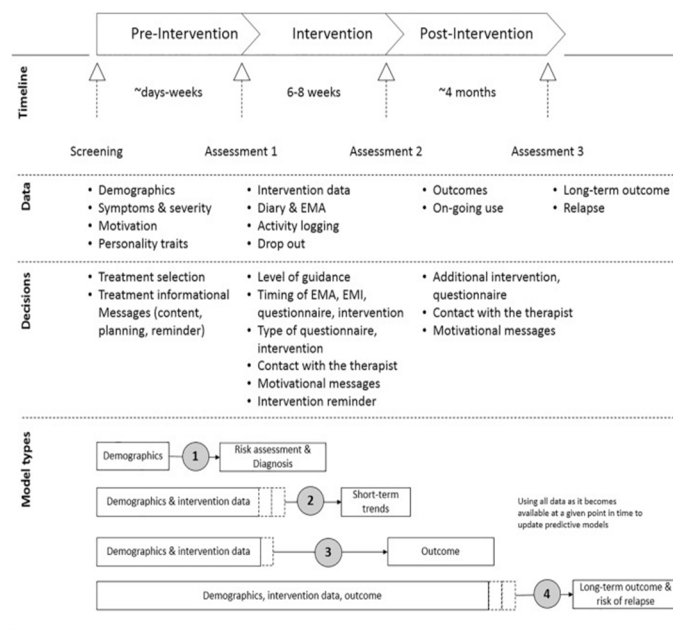 Pre-Intervention
Intervention
Post-Intervention
Timeline
~days-weeks
6-8 weeks
~4 months
Screening
Assessment 1
Assessment 2
Assessment 3
Data
• Demographics
• Symptoms & severity
• Motivation
• Personality traits
• Intervention data
• Diary & EMA
• Activity logging
• Drop out
• Outcomes
• On-going use
• Long-term outcome
• Relapse
Decisions
• Treatment selection
• Treatment informational
Messages (content,
planning, reminder)
• Level of guidance
• Timing of EMA, EMI,
questionnaire, intervention
• Type of questionnaire,
intervention
• Contact with the therapist
• Motivational messages
• Intervention reminder
• Additional intervention,
questionnaire
• Contact with the therapist
• Motivational messages
Model types
Demographics
1
Risk assessment &
Diagnosis
Demographics & intervention data
2
Short-term
trends
Using all data as it becomes
available at a given point in time to
update predictive models
Demographics & intervention data
3
Outcome
Demographics, intervention data, outcome
4
Long-term outcome &
risk of relapse